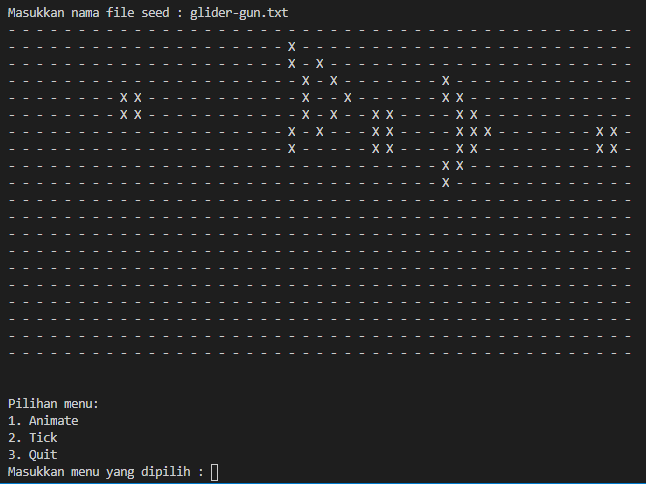 Masukkan nama file seed : glider-gun.txt
- - - - - - - - - - - - - - - - - - - - - - - - - - - - - - - - - - - - - - - - - - - - -
- - - - - - - - - - - - - - - - - - - - X - - - - - - - - - - - - - - - - - - - - - - - -
- - - - - - - - - - - - - - - - - - - - X - X - - - - - - - - - - - - - - - - - - - - - -
- - - - - - - - - - - - - - - - - - - - - X - X - - - - - - - X - - - - - - - - - - - - -
- - - - - - - - X X - - - - - - - - - - - X - - X - - - - - - X X - - - - - - - - - - - -
- - - - - - - - X X - - - - - - - - - - - X - X - - X X - - - - X X - - - - - - - - - - -
- - - - - - - - - - - - - - - - - - - - X - X - - - X X - - - - X X X - - - - - - - X X -
- - - - - - - - - - - - - - - - - - - - X - - - - - X X - - - - X X - - - - - - - - X X -
- - - - - - - - - - - - - - - - - - - - - - - - - - - - - - - X X - - - - - - - - - - - -
- - - - - - - - - - - - - - - - - - - - - - - - - - - - - - - X - - - - - - - - - - - - -
- - - - - - - - - - - - - - - - - - - - - - - - - - - - - - - - - - - - - - - - - - - - -
- - - - - - - - - - - - - - - - - - - - - - - - - - - - - - - - - - - - - - - - - - - - -
- - - - - - - - - - - - - - - - - - - - - - - - - - - - - - - - - - - - - - - - - - - - -
- - - - - - - - - - - - - - - - - - - - - - - - - - - - - - - - - - - - - - - - - - - - -
- - - - - - - - - - - - - - - - - - - - - - - - - - - - - - - - - - - - - - - - - - - - -
- - - - - - - - - - - - - - - - - - - - - - - - - - - - - - - - - - - - - - - - - - - - -
- - - - - - - - - - - - - - - - - - - - - - - - - - - - - - - - - - - - - - - - - - - - -
- - - - - - - - - - - - - - - - - - - - - - - - - - - - - - - - - - - - - - - - - - - - -
- - - - - - - - - - - - - - - - - - - - - - - - - - - - - - - - - - - - - - - - - - - - -
- - - - - - - - - - - - - - - - - - - - - - - - - - - - - - - - - - - - - - - - - - - - -
Pilihan menu:
1. Animate
2. Tick
3. Quit
Masukkan menu yang dipilih :